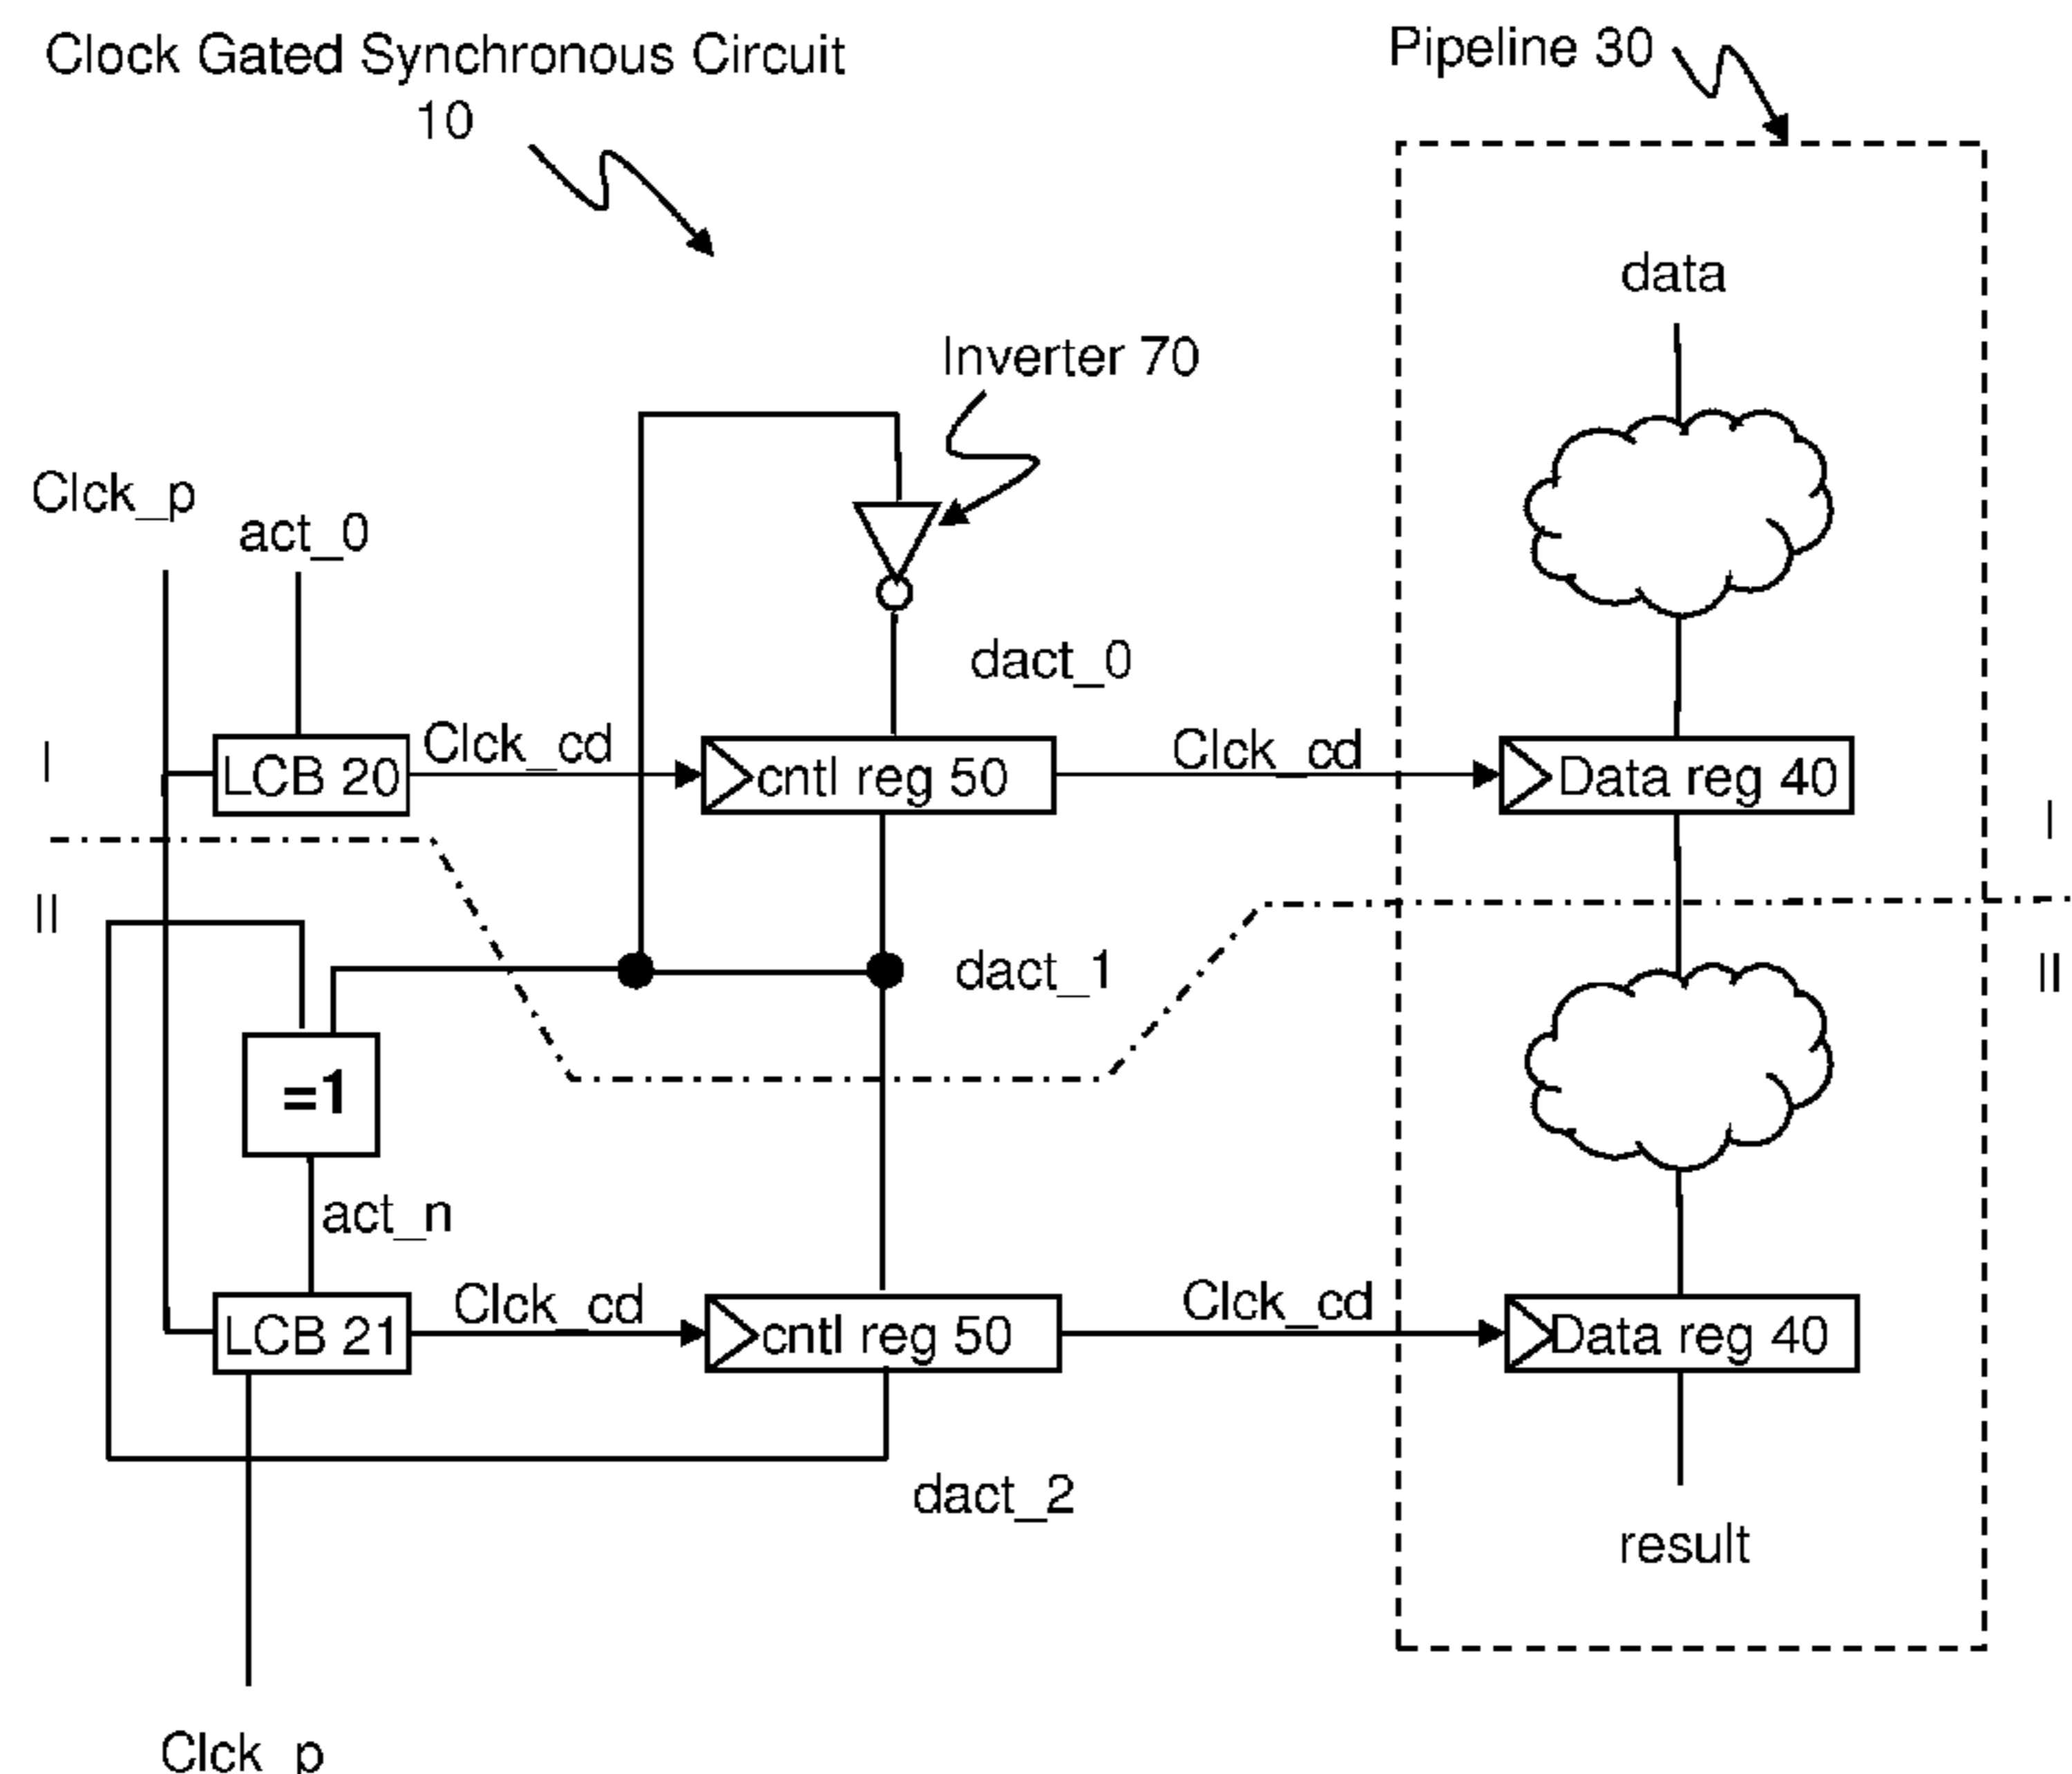 Clock Gated Synchronous Circuit
10
Pipeline 30
data
Inverter 70
Clck_p
act_0
dact_0
I
LCB 20
Clck_cd
cntl reg 50
Clck_cd
Data reg 40
I
II
dact_1
II
=1
act_n
LCB 21
Clck_cd
cntl reg 50
Clck_cd
Data reg 40
dact_2
result
Clck_p